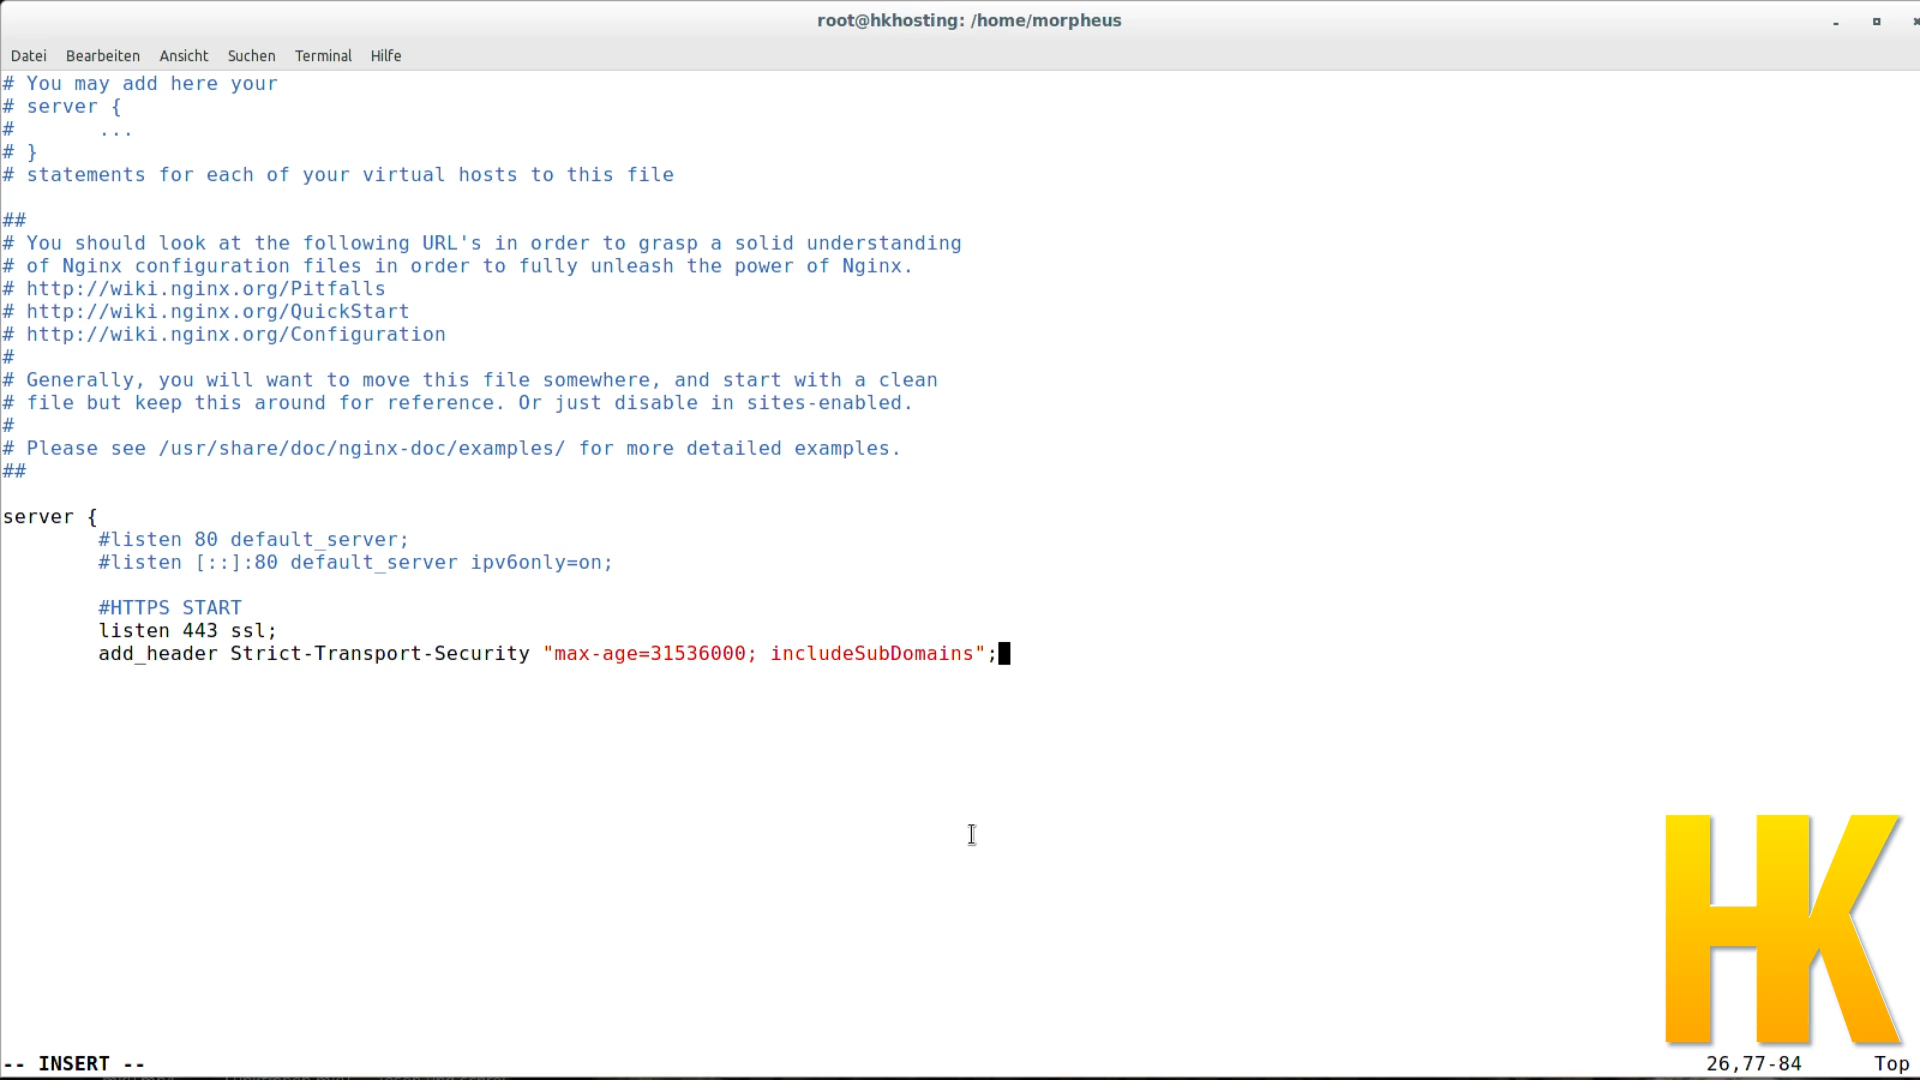 root@hkhosting: /home/morpheus
Datei Bearbeiten Ansicht Suchen Terminal Hilfe
# You may add here your
# server {
#       ...
# }
# statements for each of your virtual hosts to this file

##
# You should look at the following URL's in order to grasp a solid understanding
# of Nginx configuration files in order to fully unleash the power of Nginx.
# http://wiki.nginx.org/Pitfalls
# http://wiki.nginx.org/QuickStart
# http://wiki.nginx.org/Configuration
#
# Generally, you will want to move this file somewhere, and start with a clean
# file but keep this around for reference. Or just disable in sites-enabled.
#
# Please see /usr/share/doc/nginx-doc/examples/ for more detailed examples.
##

server {
        #listen 80 default_server;
        #listen [::]:80 default_server ipv6only=on;

        #HTTPS START
        listen 443 ssl;
        add_header Strict-Transport-Security "max-age=31536000; includeSubDomains";
HK
-- INSERT -- 26,77-84 Top